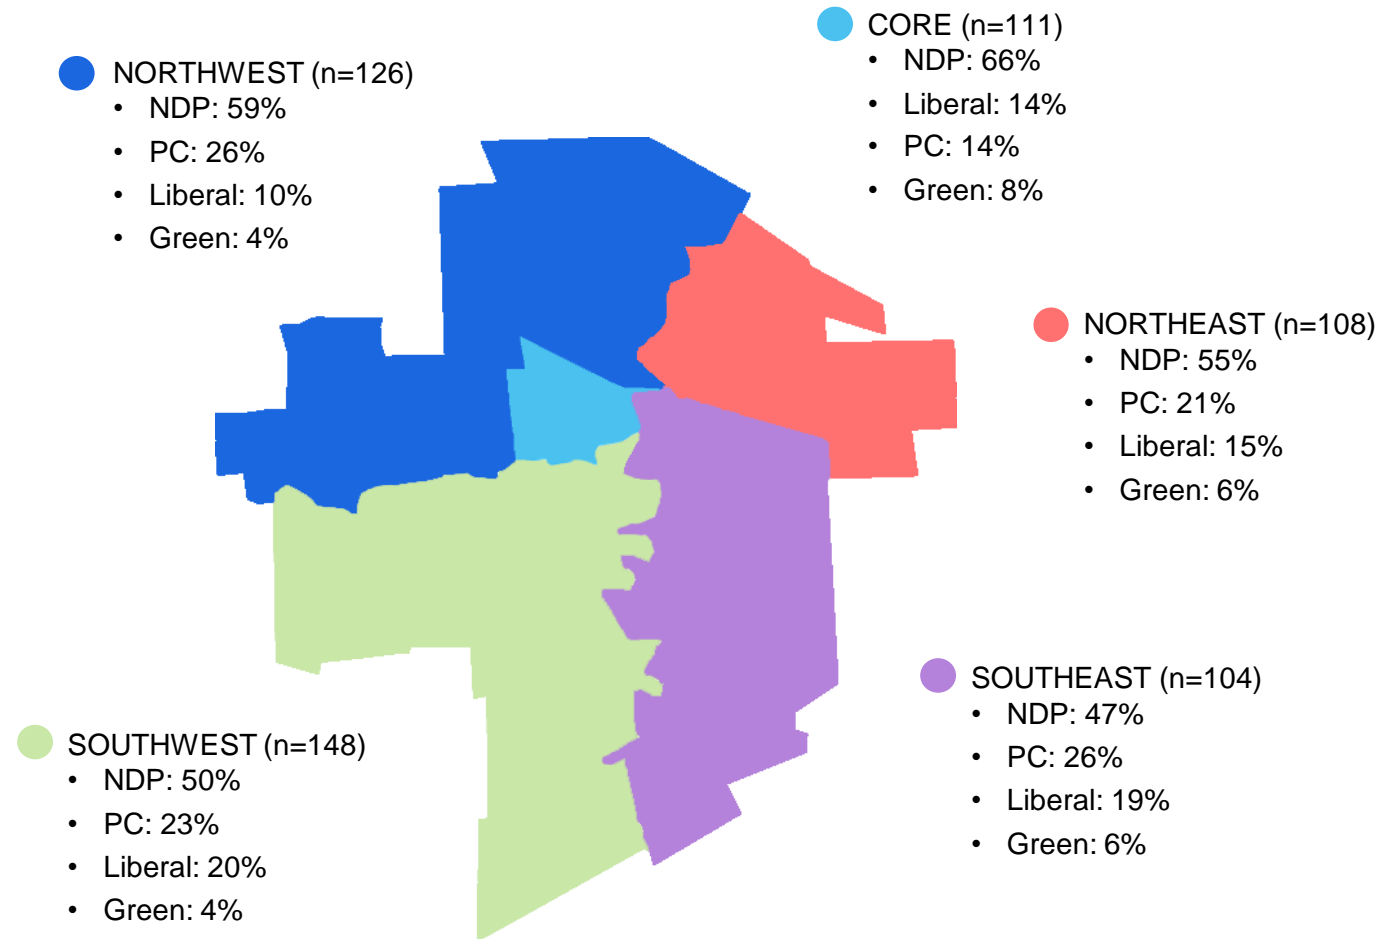 CORE (n=111)
• NDP: 66%
• Liberal: 14%
• PC: 14%
• Green: 8%
NORTHWEST (n=126)
• NDP: 59%
• PC: 26%
• Liberal: 10%
• Green: 4%
NORTHEAST (n=108)
• NDP: 55%
• PC: 21%
• Liberal: 15%
• Green: 6%
SOUTHEAST (n=104)
• NDP: 47%
• PC: 26%
• Liberal: 19%
• Green: 6%
SOUTHWEST (n=148)
• NDP: 50%
• PC: 23%
• Liberal: 20%
• Green: 4%